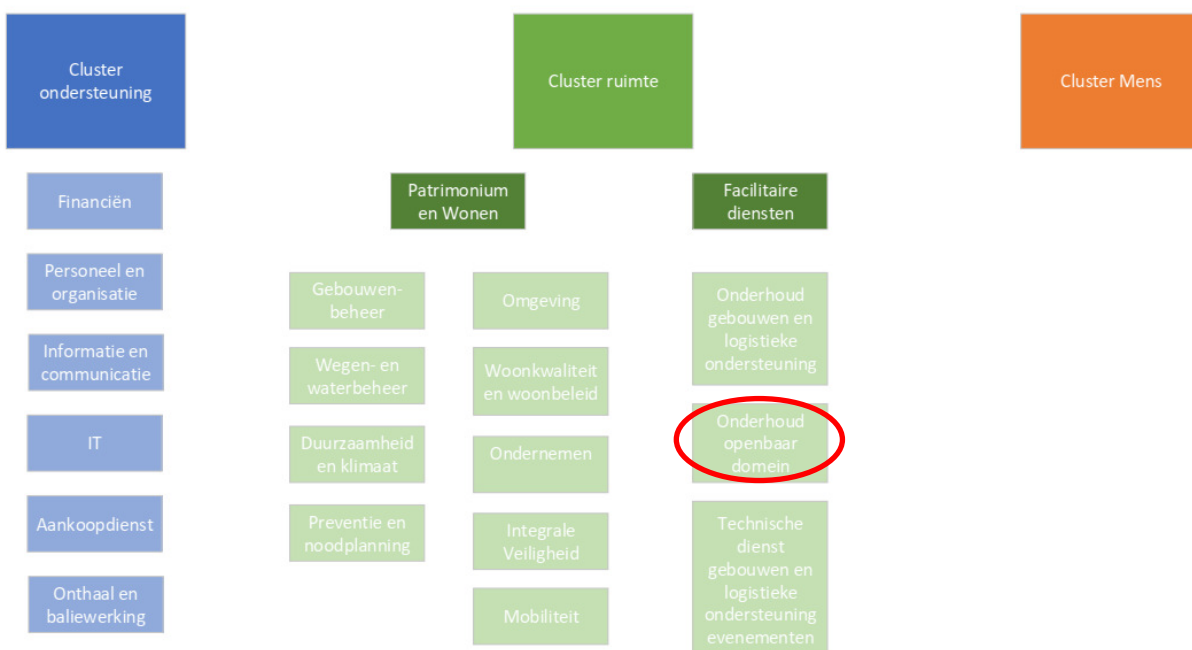 Cluster
ondersteuning
Cluster ruimte
Cluster Mens
Financiën
Personeel en
organisatie
Informatie en
communicatie
IT
Aankoopdienst
Onthaal en
baliewerking
Patrimonium
en Wonen
Gebouwen-
beheer
Wegen- en
waterbeheer
Duurzaamheid
en klimaat
Preventie en
noodplanning
Omgeving
Woonkwaliteit
en woonbeleid
Ondernemen
Integrale
Veiligheid
Mobiliteit
Facilitaire
diensten
Onderhoud
gebouwen en
logistieke
ondersteuning
Onderhoud
openbaar
domein
Technische
dienst
gebouwen en
logistieke
ondersteuning
evenementen